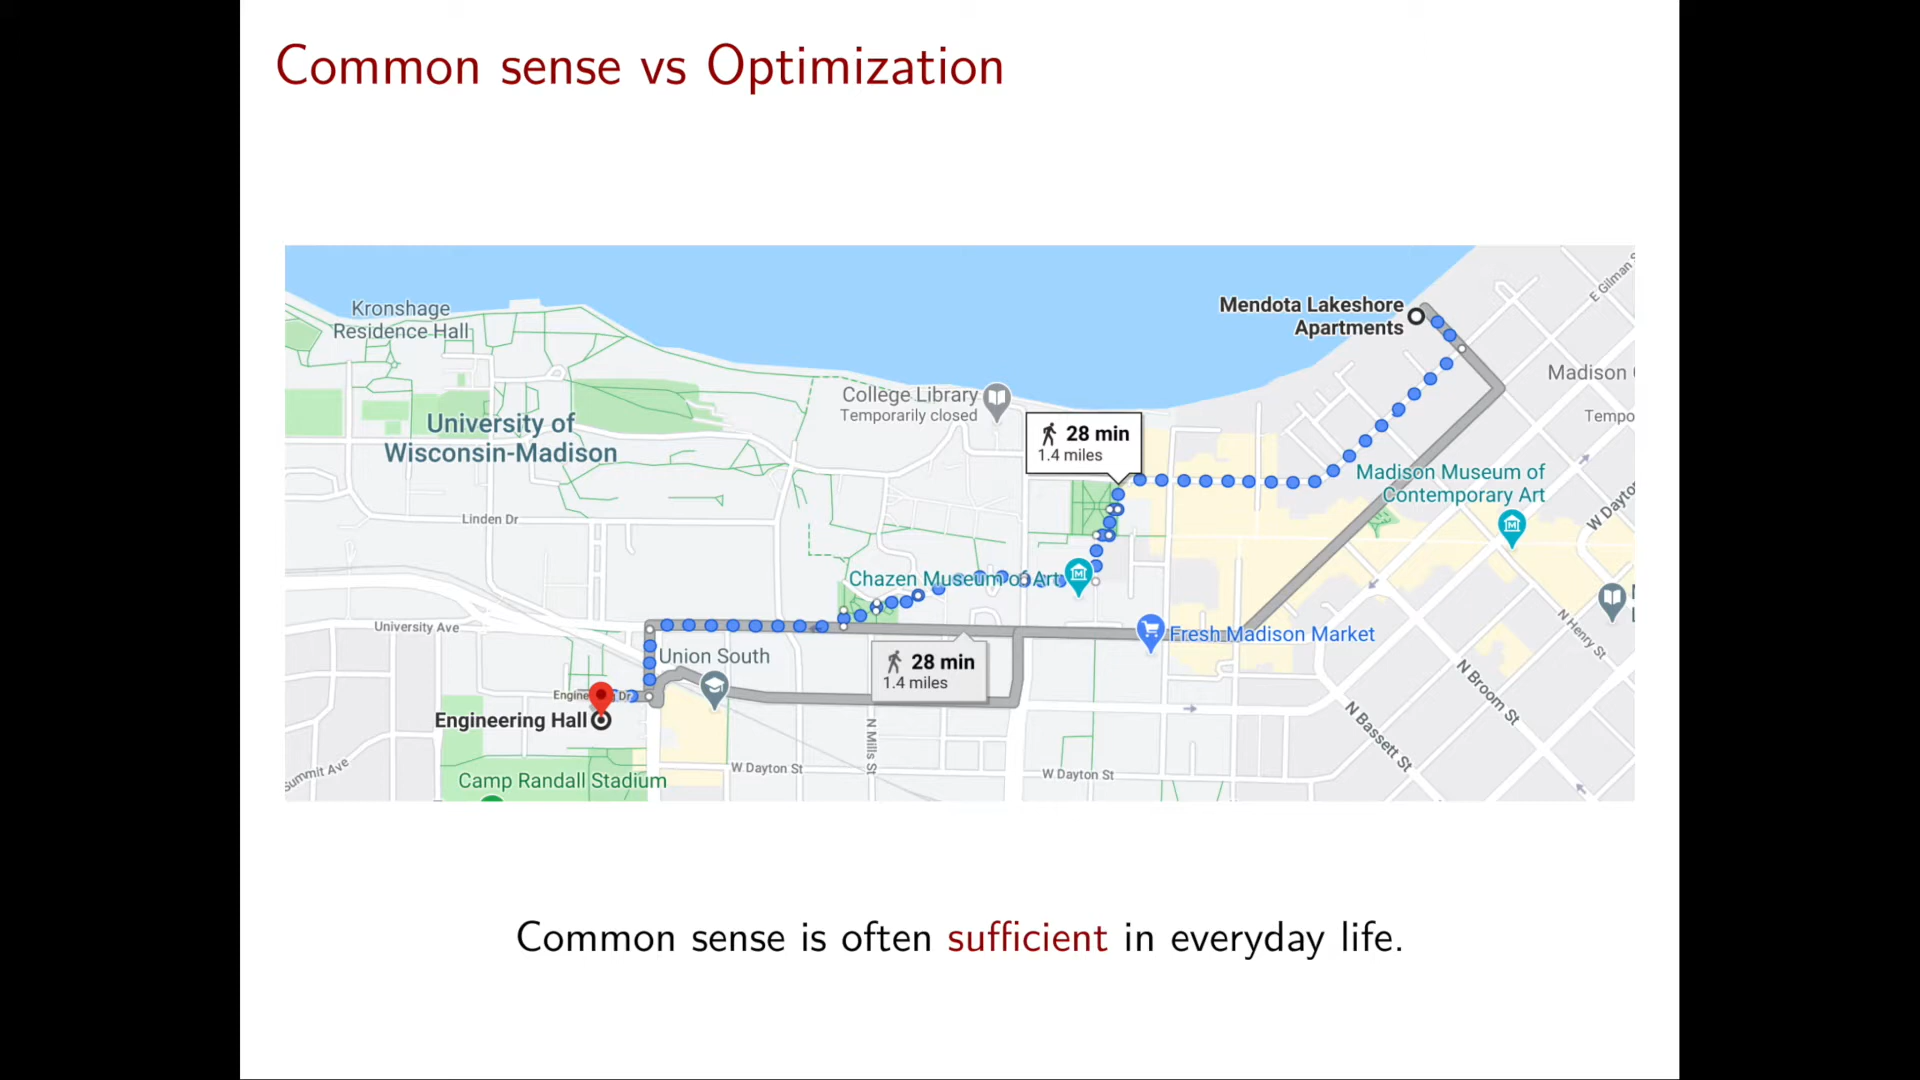 Common sense vs Optimization
Kronshage
Residence Hall
Mendota Lakeshore
Apartments
E Gilman S
Madison
College Library
Temporarily closed
Tempo
University of
Wisconsin-Madison
28 min
1.4 miles
Madison Museum of
Contemporary Art
W Dayto
Linden Dr
Chazen Museum of Art
University Ave
Fresh Madison Market
N Henry St
Union South
28 min
1.4 miles
N Broom St
Engine
Dr
Engineering Hall
N Mills St
N Bassett St
Summit Ave
W Dayton St
W Dayton St
Camp Randall Stadium
Common sense is often sufficient in everyday life.